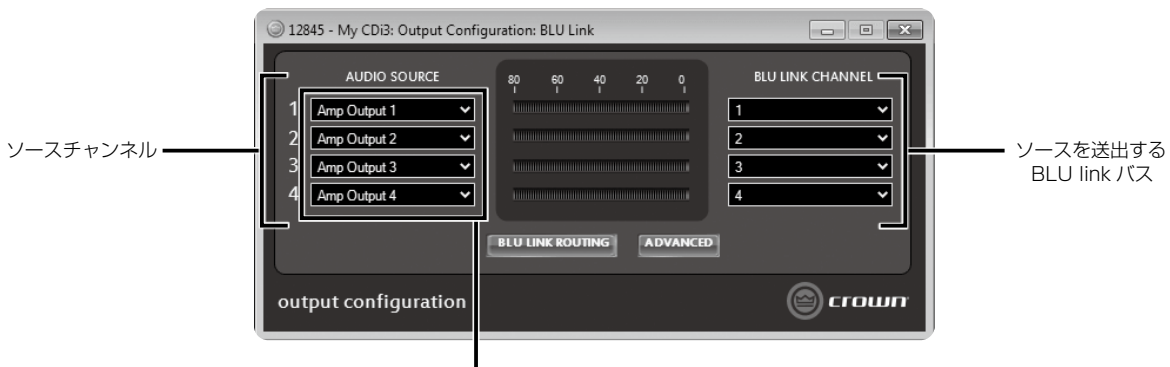 12845 - My CDi3: Output Configuration: BLU Link
AUDIO SOURCE
80 60 40 20 0
BLU LINK CHANNEL
1 Amp Output 1 1
2 Amp Output 2 2
3 Amp Output 3 3
4 Amp Output 4 4
ソースチャンネル
ソースを送出する
BLU link バス
BLU LINK ROUTING ADVANCED
output configuration
crown